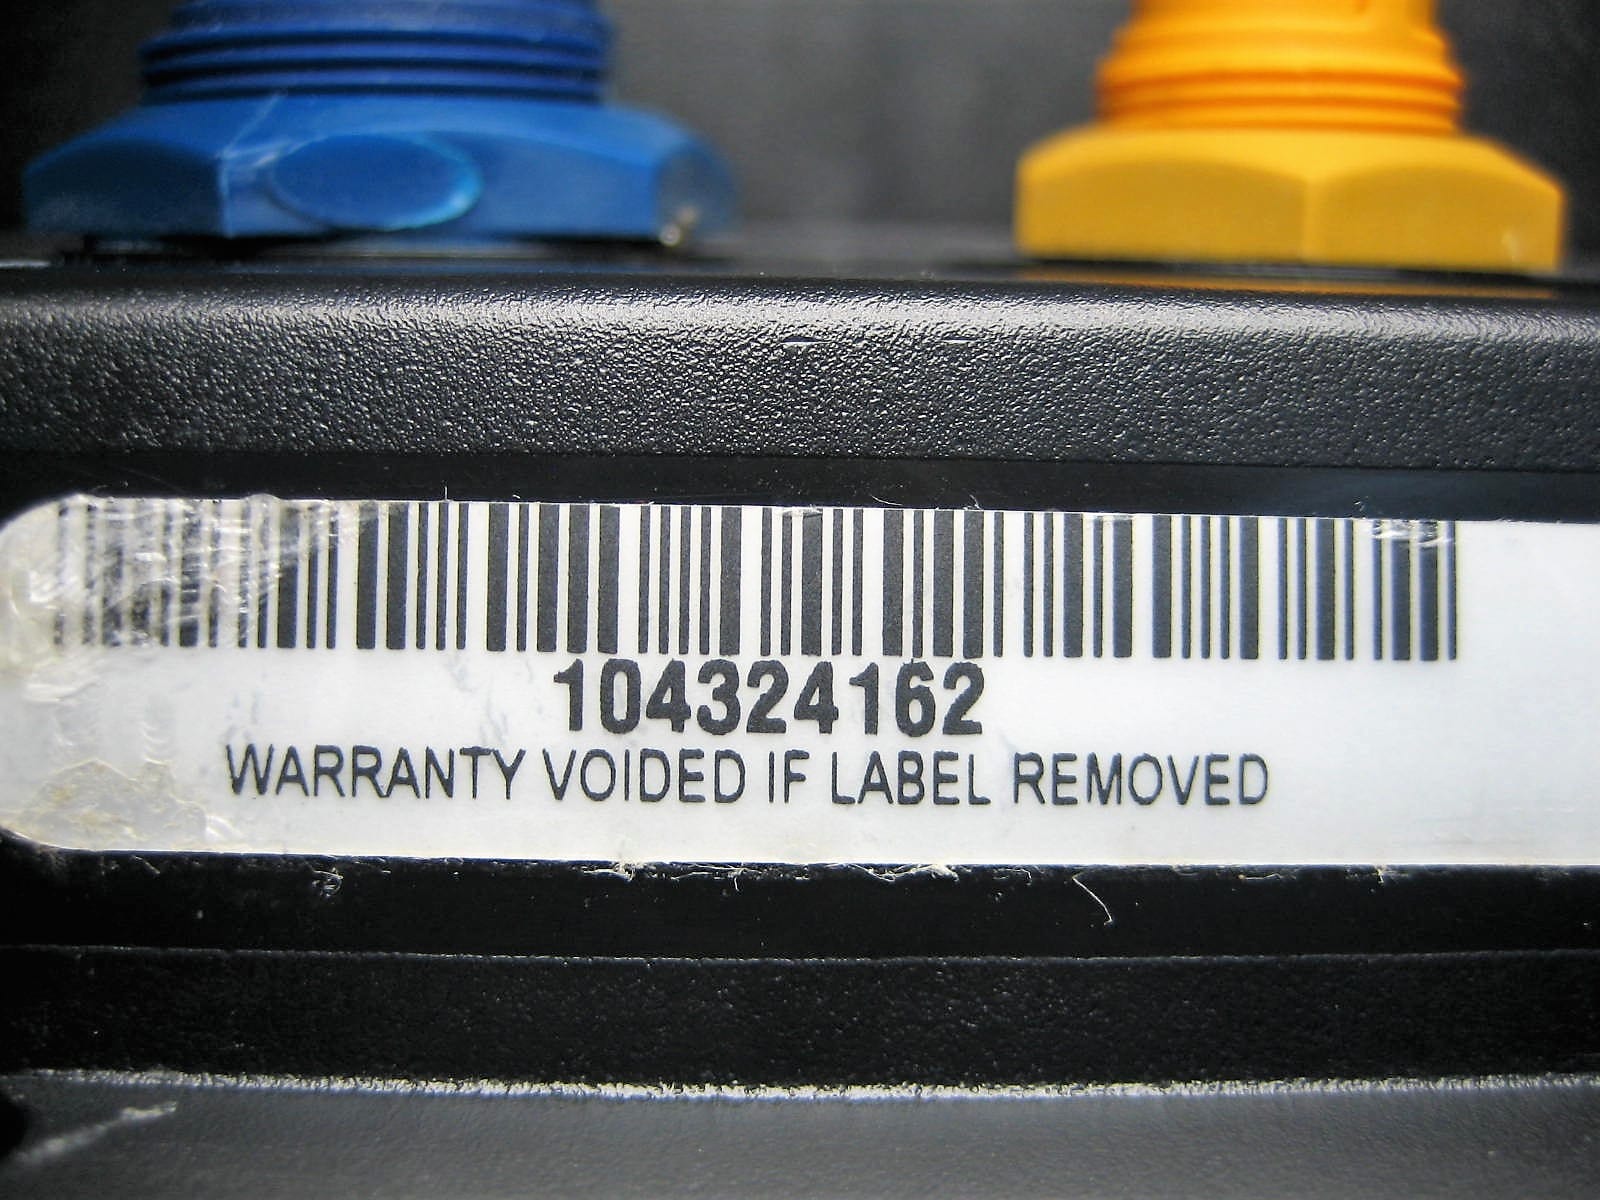 104324162
WARRANTY VOIDED IF LABEL REMOVED